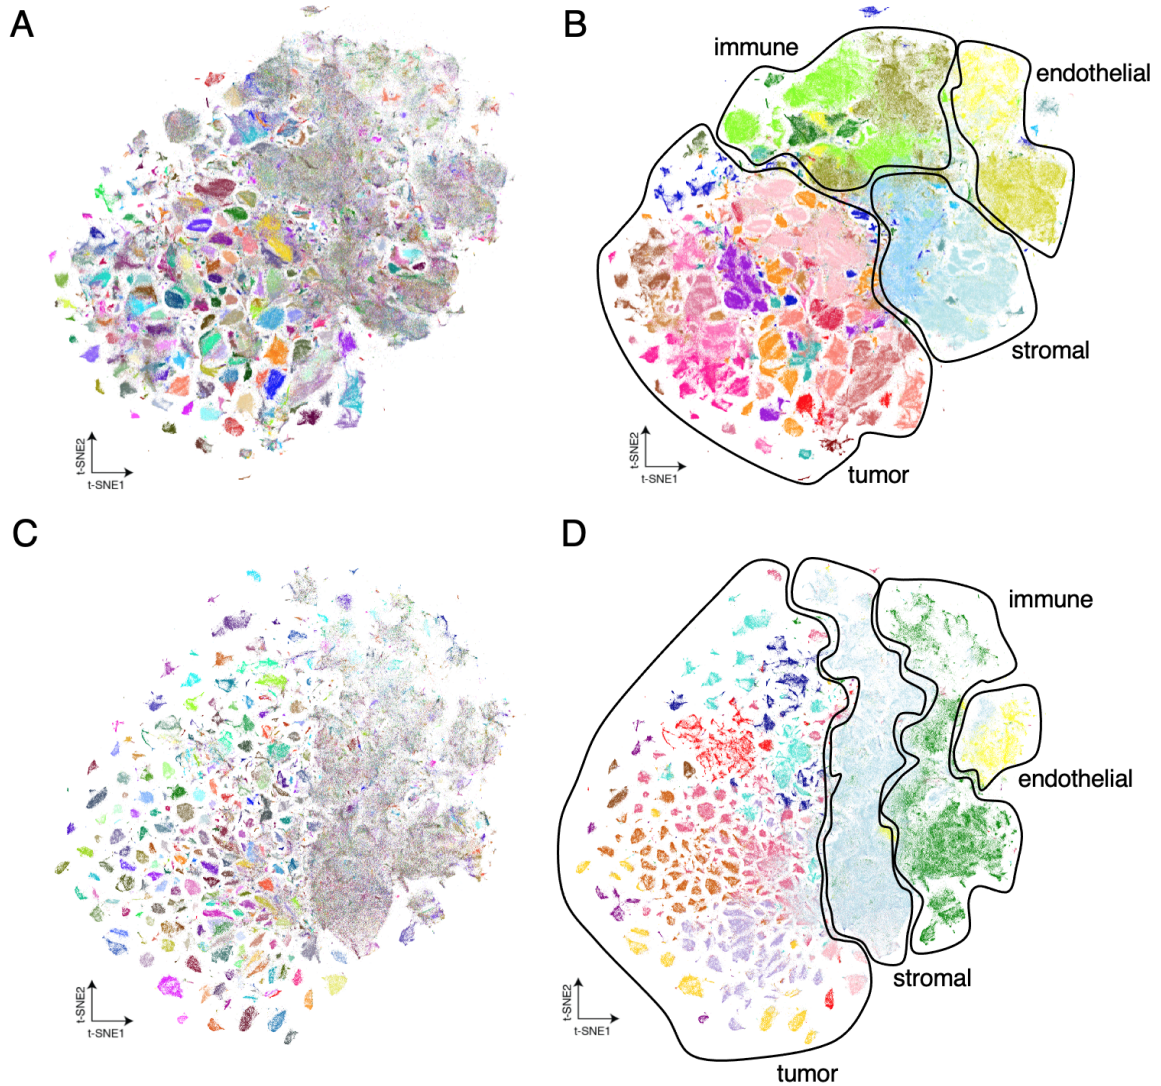 A
B
immune
endothelial
stromal
tumor
t-SNE2
t-SNE1
t-SNE2
t-SNE1
C
D
immune
endothelial
stromal
tumor
t-SNE2
t-SNE1
t-SNE2
t-SNE1